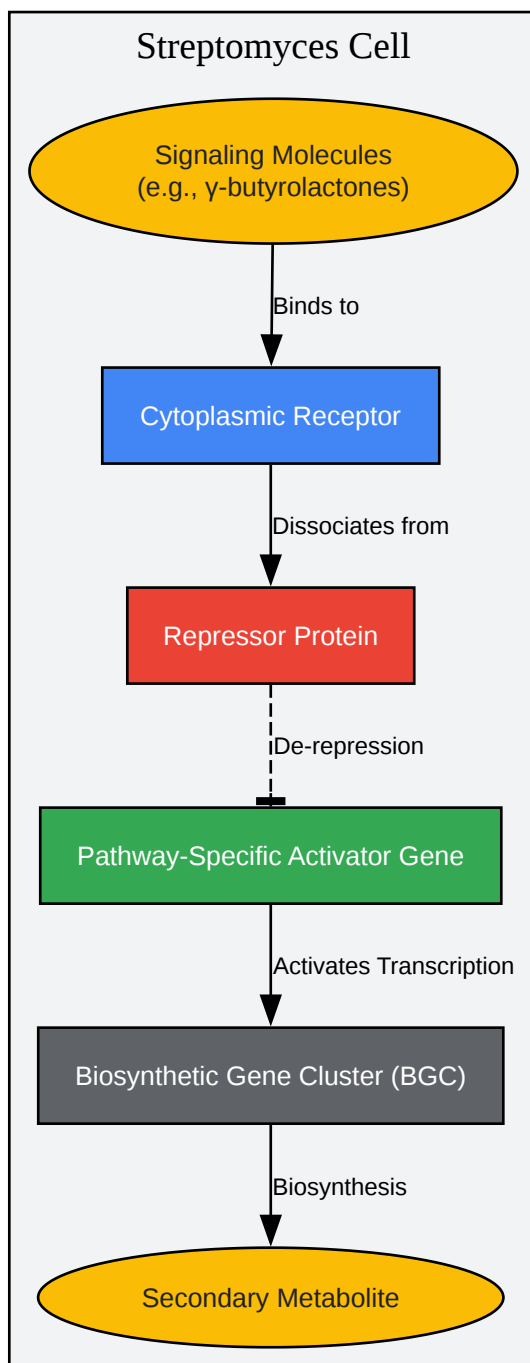 Streptomyces Cell
Signaling Molecules
(e.g., γ-butyrolactones)
Binds to
Cytoplasmic Receptor
Dissociates from
Repressor Protein
De-repression
Pathway-Specific Activator Gene
Activates Transcription
Biosynthetic Gene Cluster (BGC)
Biosynthesis
Secondary Metabolite